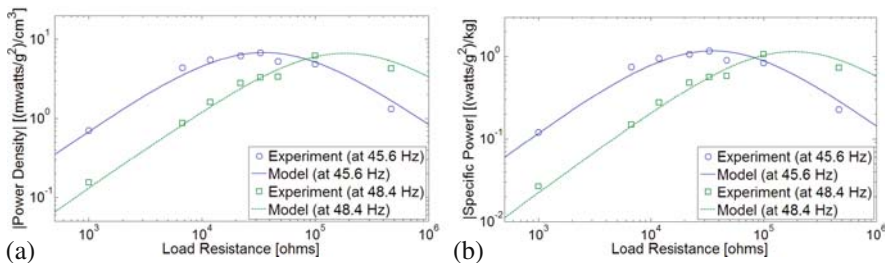 |Power Density| [(mwatts/g²)/cm³]
10¹
10⁰
10⁻¹
Experiment (at 45.6 Hz)
Model (at 45.6 Hz)
Experiment (at 48.4 Hz)
Model (at 48.4 Hz)
10³
10⁴
10⁵
10⁶
Load Resistance [ohms]
(a)
|Specific Power| [(watts/g²)/kg]
10⁰
10⁻¹
10⁻²
Experiment (at 45.6 Hz)
Model (at 45.6 Hz)
Experiment (at 48.4 Hz)
Model (at 48.4 Hz)
10³
10⁴
10⁵
10⁶
Load Resistance [ohms]
(b)